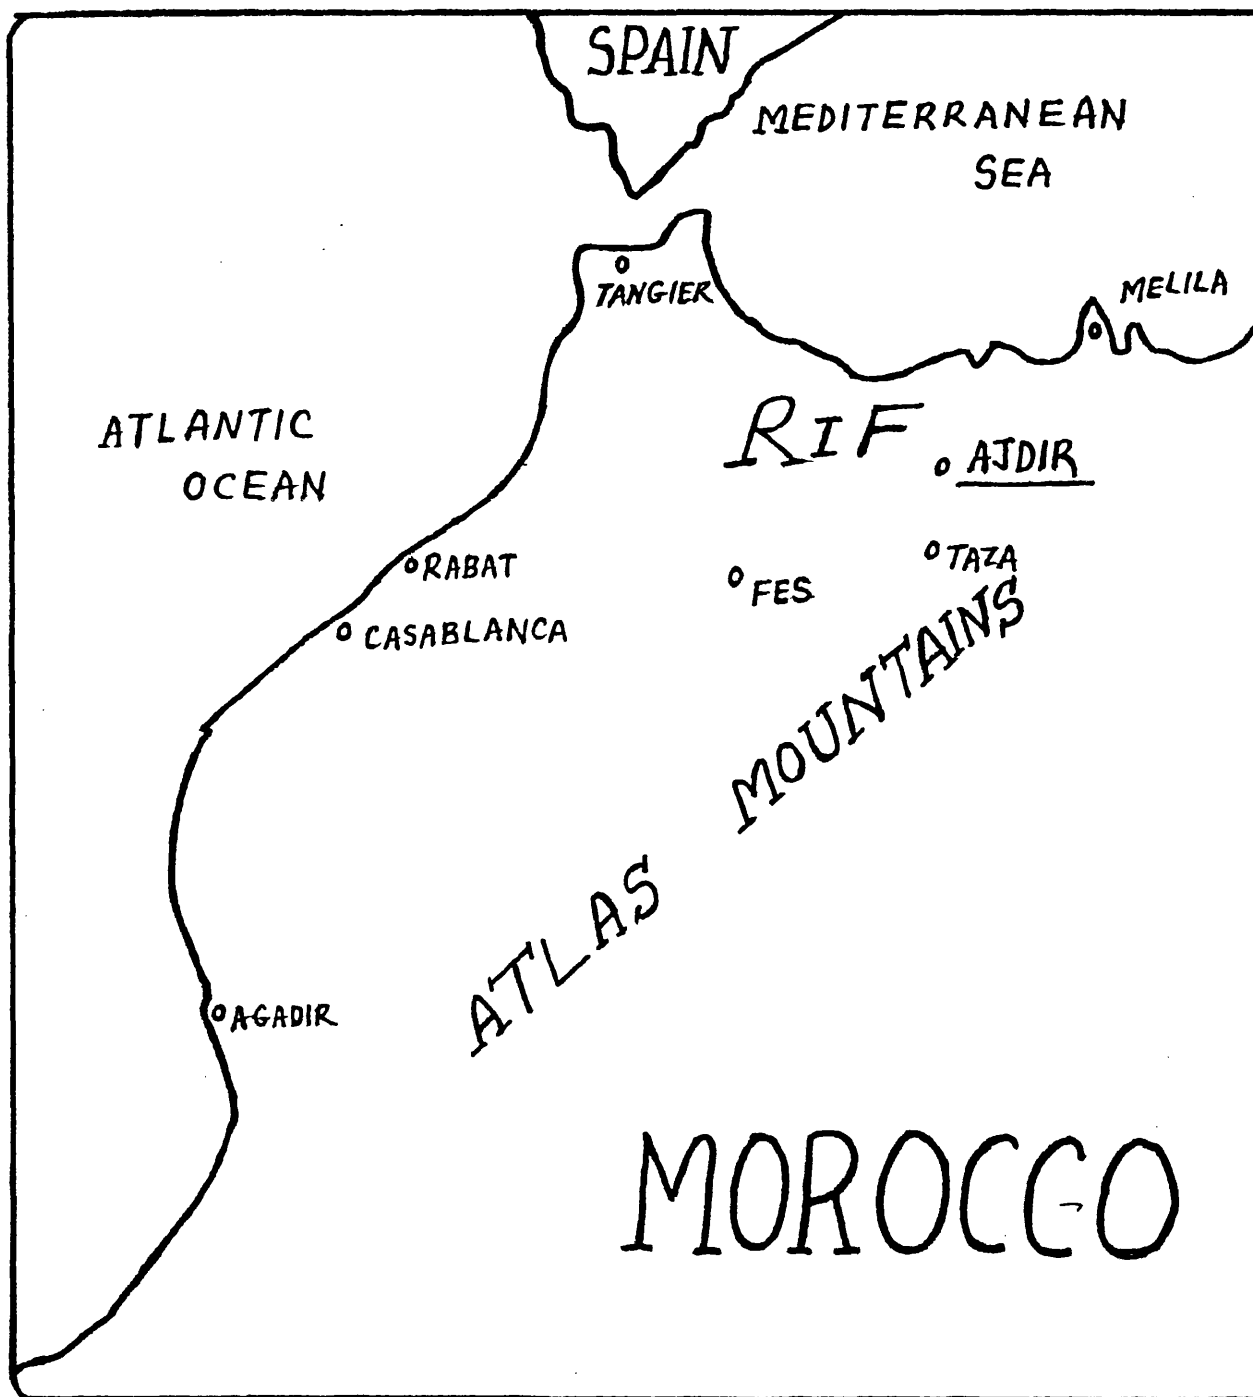 SPAIN
MEDITERRANEAN
SEA
TANGIER
MELILA
ATLANTIC
OCEAN
RIF
AJDIR
RABAT
FES
TAZA
CASABLANCA
ATLAS MOUNTAINS
AGADIR
MOROCCO